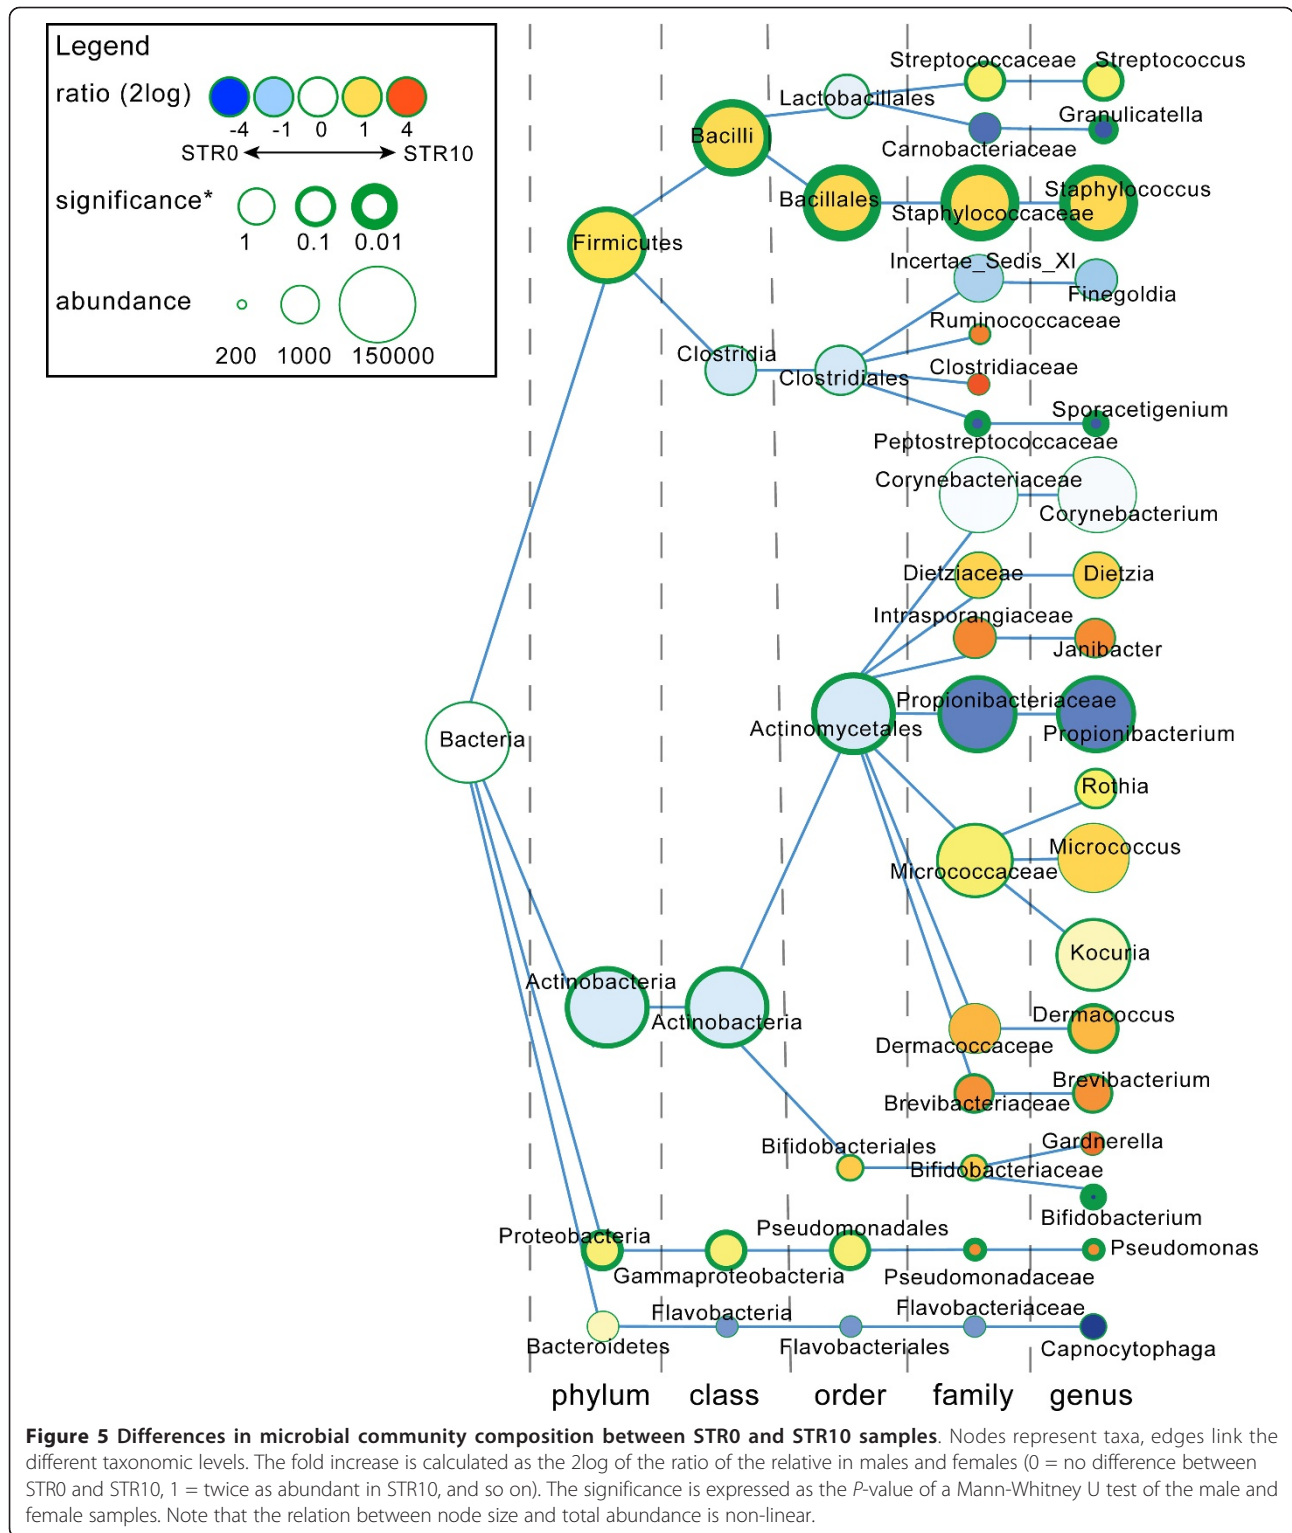 Legend
ratio (2log)
-4 -1 0 1 4
STR0 STR10
significance*
1 0.1 0.01
abundance
200 1000 150000
Streptococcaceae Streptococcus
Lactobacillales
Granulicatella
Bacilli
Carnobacteriaceae
Staphylococcus
Bacillales
Staphylococcaceae
Firmicutes
Incertae_Sedis_XI
Finegoldia
Ruminococcaceae
Clostridia
Clostridiaceae
Clostridiales
Sporacetigenium
Peptostreptococcaceae
Corynebacteriaceae
Corynebacterium
Dietziaceae Dietzia
Intrasporangiaceae
Janibacter
Propionibacteriaceae
Actinomycetales
Propionibacterium
Bacteria
Rothia
Micrococcus
Micrococcaceae
Kocuria
Actinobacteria
Actinobacteria
Dermacoccus
Dermacoccaceae
Brevibacterium
Brevibacteriaceae
Gardnerella
Bifidobacteriales
Bifidobacteriaceae
Bifidobacterium
Proteobacteria
Pseudomonadales
Pseudomonas
Gammaproteobacteria
Pseudomonadaceae
Flavobacteria
Flavobacteriaceae
Bacteroidetes
Flavobacteriales
Capnocytophaga
phylum class order family genus
Figure 5 Differences in microbial community composition between STR0 and STR10 samples. Nodes represent taxa, edges link the
different taxonomic levels. The fold increase is calculated as the 2log of the ratio of the relative in males and females (0 = no difference between
STR0 and STR10, 1 = twice as abundant in STR10, and so on). The significance is expressed as the P-value of a Mann-Whitney U test of the male and
female samples. Note that the relation between node size and total abundance is non-linear.